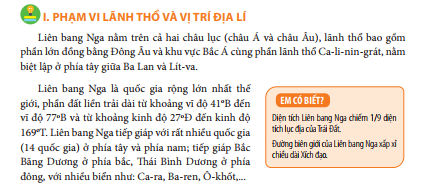 I. PHẠM VI LÃNH THỔ VÀ VỊ TRÍ ĐỊA LÍ
Liên bang Nga nằm trên cả hai châu lục (châu Á và châu Âu), lãnh thổ bao gồm
phần lớn đồng bằng Đông Âu và khu vực Bắc Á cùng phần lãnh thổ Ca-li-nin-grát, nằm
biệt lập ở phía tây giữa Ba Lan và Lít-va.
Liên bang Nga là quốc gia rộng lớn nhất thế
giới, phần đất liền trải dài từ khoảng vĩ độ 41°B đến
vĩ độ 77°B và từ khoảng kinh độ 27°Đ đến kinh độ
169°T. Liên bang Nga tiếp giáp với rất nhiều quốc gia
(14 quốc gia) ở phía tây và phía nam; tiếp giáp Bắc
Băng Dương ở phía bắc, Thái Bình Dương ở phía
đông, với nhiều biển như: Ca-ra, Ba-ren, Ô-khốt,...
EM CÓ BIẾT?
Diện tích Liên bang Nga chiếm 1/9 diện
tích lục địa của Trái Đất.
Đường biên giới của Liên bang Nga xấp xỉ
chiều dài Xích đạo.